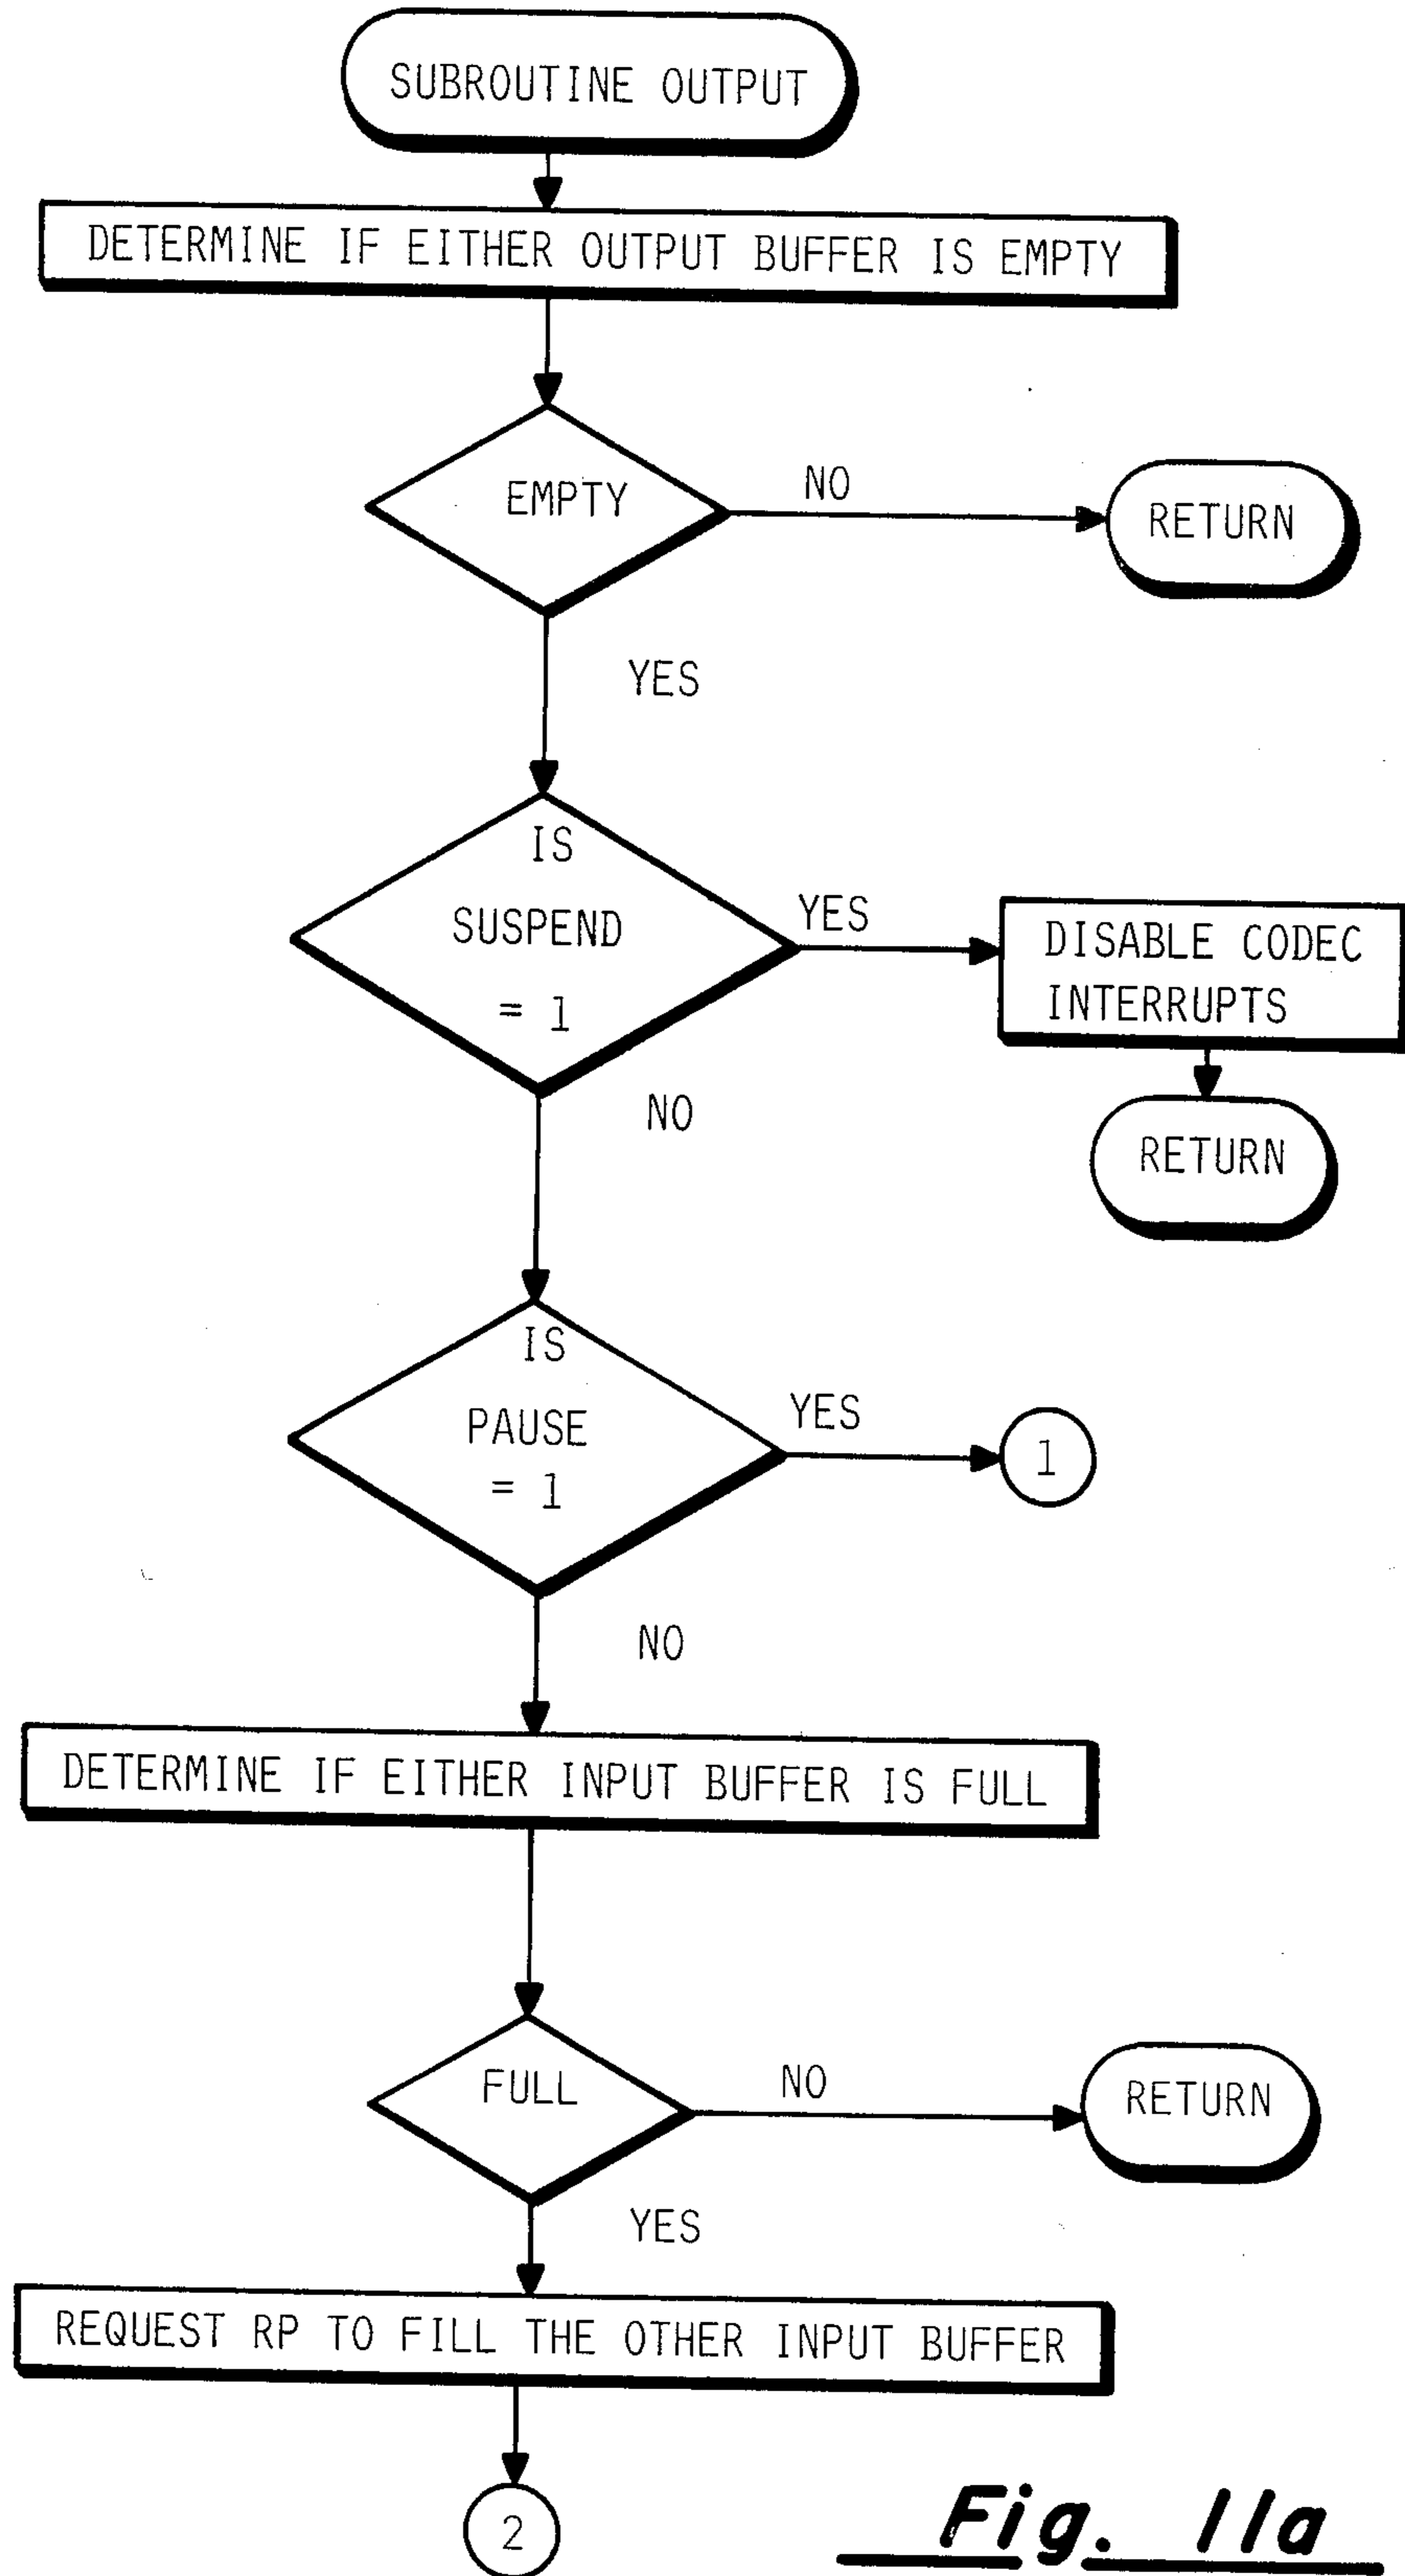 SUBROUTINE OUTPUT
DETERMINE IF EITHER OUTPUT BUFFER IS EMPTY
EMPTY
NO
RETURN
YES
IS
SUSPEND
= 1
YES
DISABLE CODEC
INTERRUPTS
RETURN
NO
IS
PAUSE
= 1
YES
1
NO
DETERMINE IF EITHER INPUT BUFFER IS FULL
FULL
NO
RETURN
YES
REQUEST RP TO FILL THE OTHER INPUT BUFFER
2
Fig. 11a